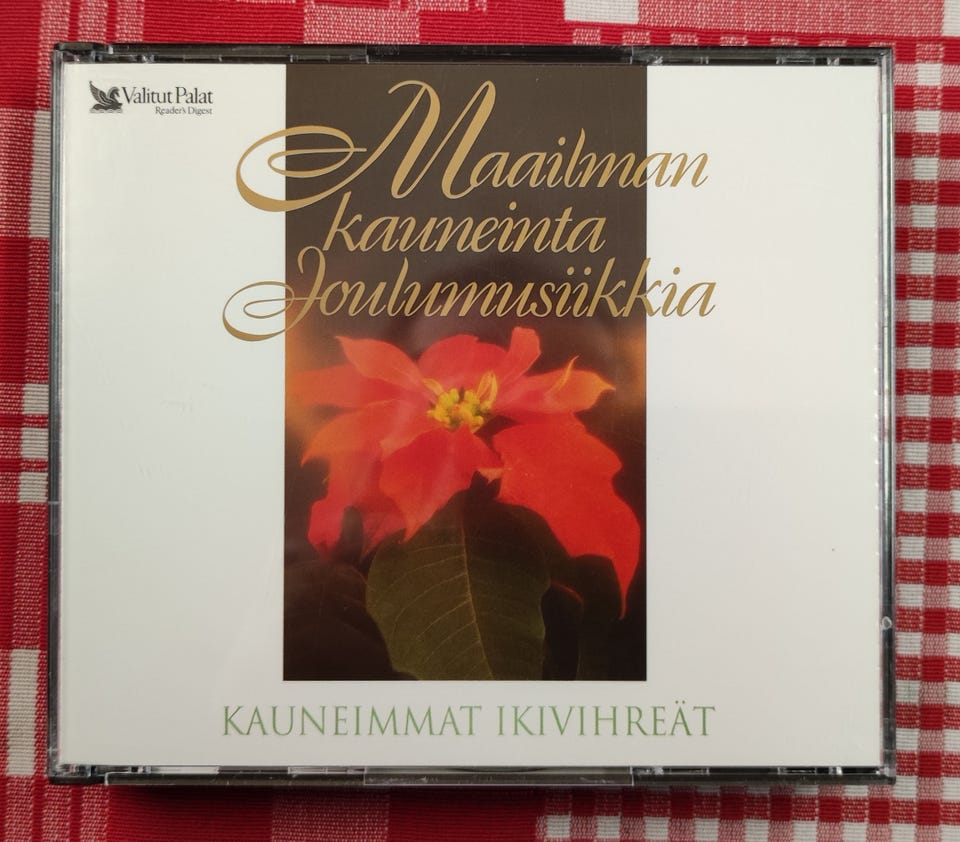 Valitut Palat
Reader's Digest
Maailman
kauneinta
Joulumusiikkia
KAUNEIMMAT IKIVIHREÄT